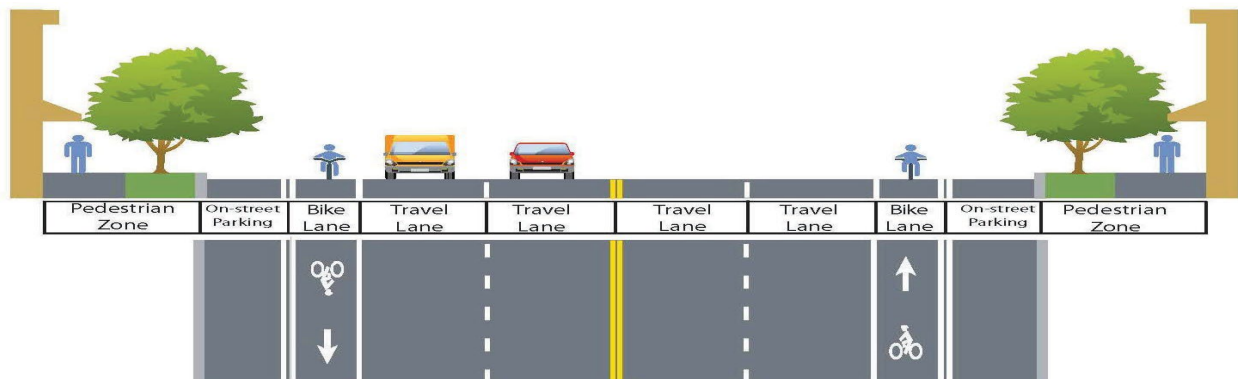 Pedestrian
Zone
On-street
Parking
Bike
Lane
Travel
Lane
Travel
Lane
Travel
Lane
Travel
Lane
Bike
Lane
On-street
Parking
Pedestrian
Zone